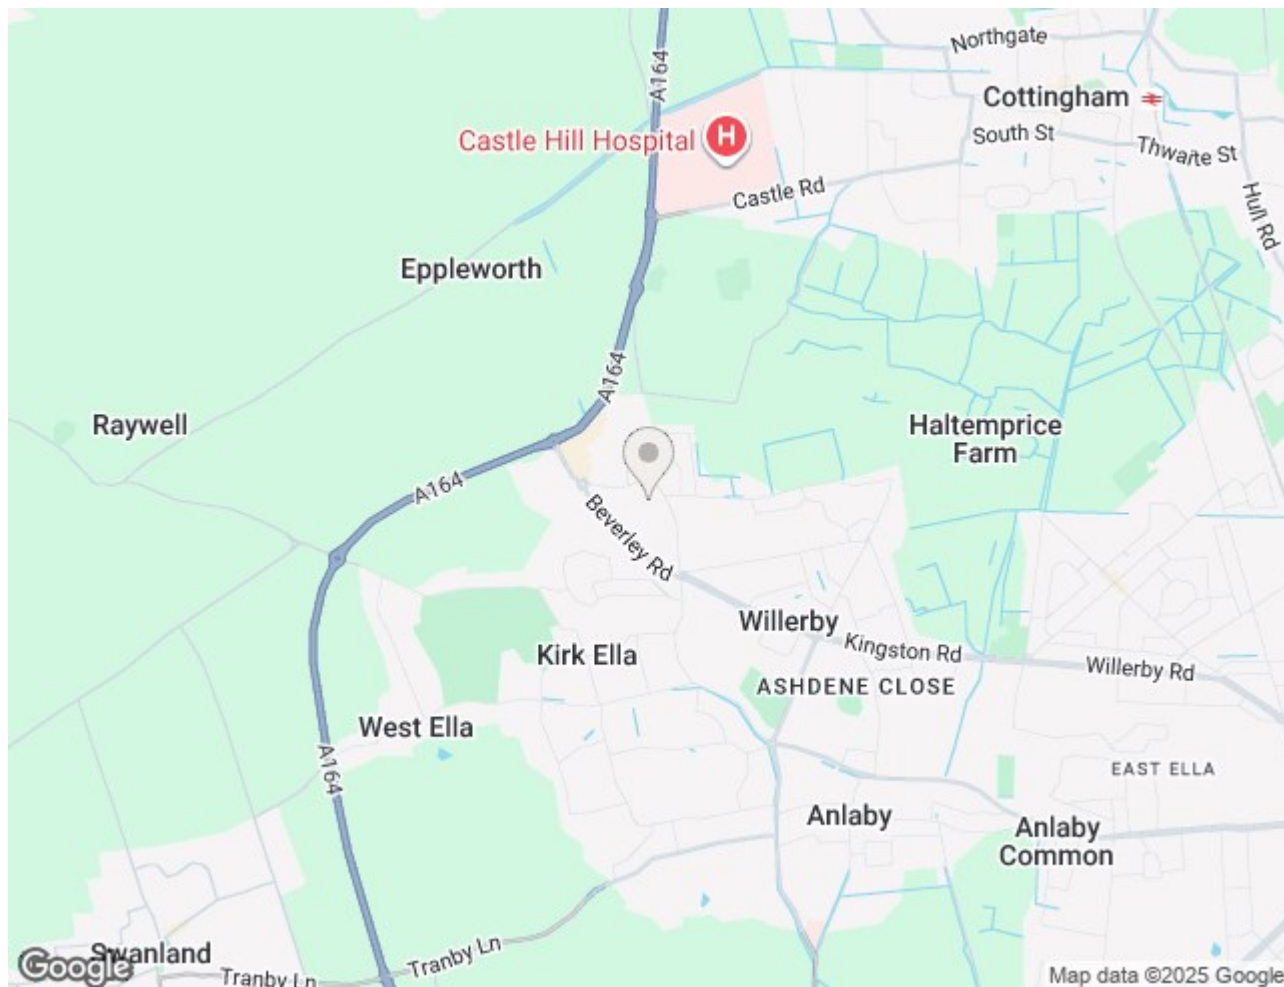 A164
Northgate
Cottingham
Castle Hill Hospital
H
South St
Thwaite St
Castle Rd
Hull Rd
Eppleworth
A164
Raywell
Haltemprice
Farm
A164
Beverley Rd
Willerby
Kingston Rd
Kirk Ella
Willerby Rd
ASHDENE CLOSE
West Ella
A164
EAST ELLA
Anlaby
Anlaby
Common
Swanland
Tranby Ln
Tranby Ln
Google
Map data ©2025 Google